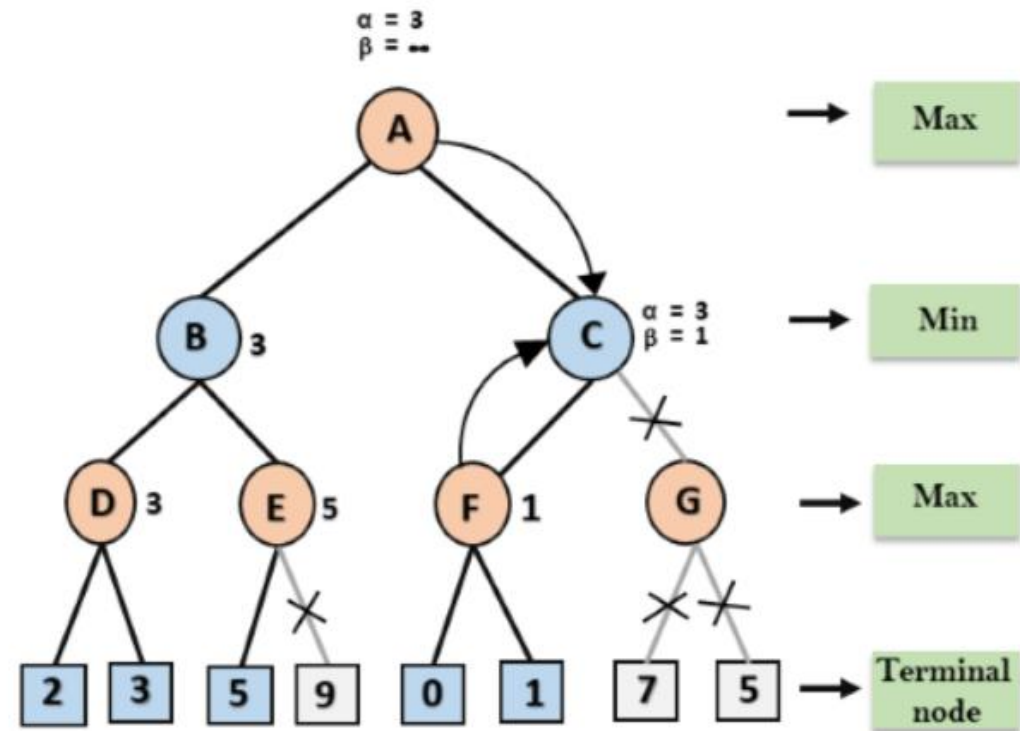 α = 3
β = ∞
A
Max
B
3
C
α = 3
β = 1
Min
D
3
E
5
F
1
G
Max
2
3
5
9
0
1
7
5
Terminal
node